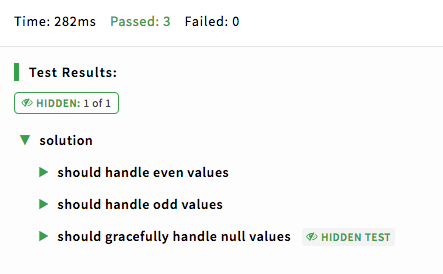 Time: 282ms Passed: 3 Failed: 0
Test Results:
HIDDEN: 1 of 1
solution
should handle even values
should handle odd values
should gracefully handle null values HIDDEN TEST